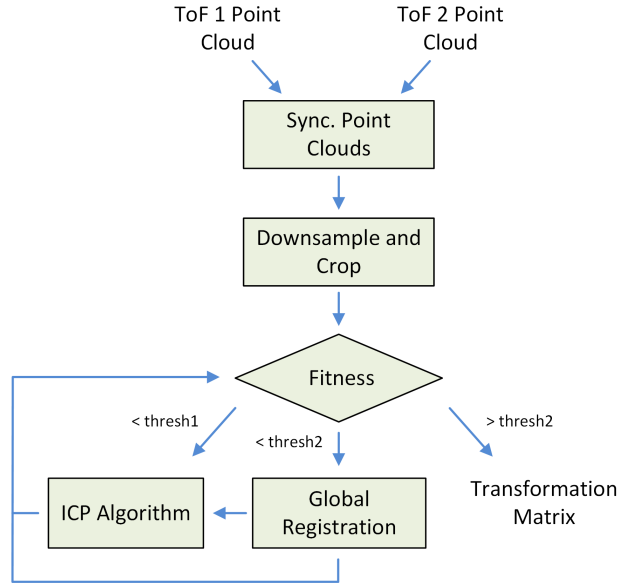 ToF 1 Point
Cloud
ToF 2 Point
Cloud
Sync. Point
Clouds
Downsample and
Crop
Fitness
< thresh1
< thresh2
> thresh2
ICP Algorithm
Global
Registration
Transformation
Matrix